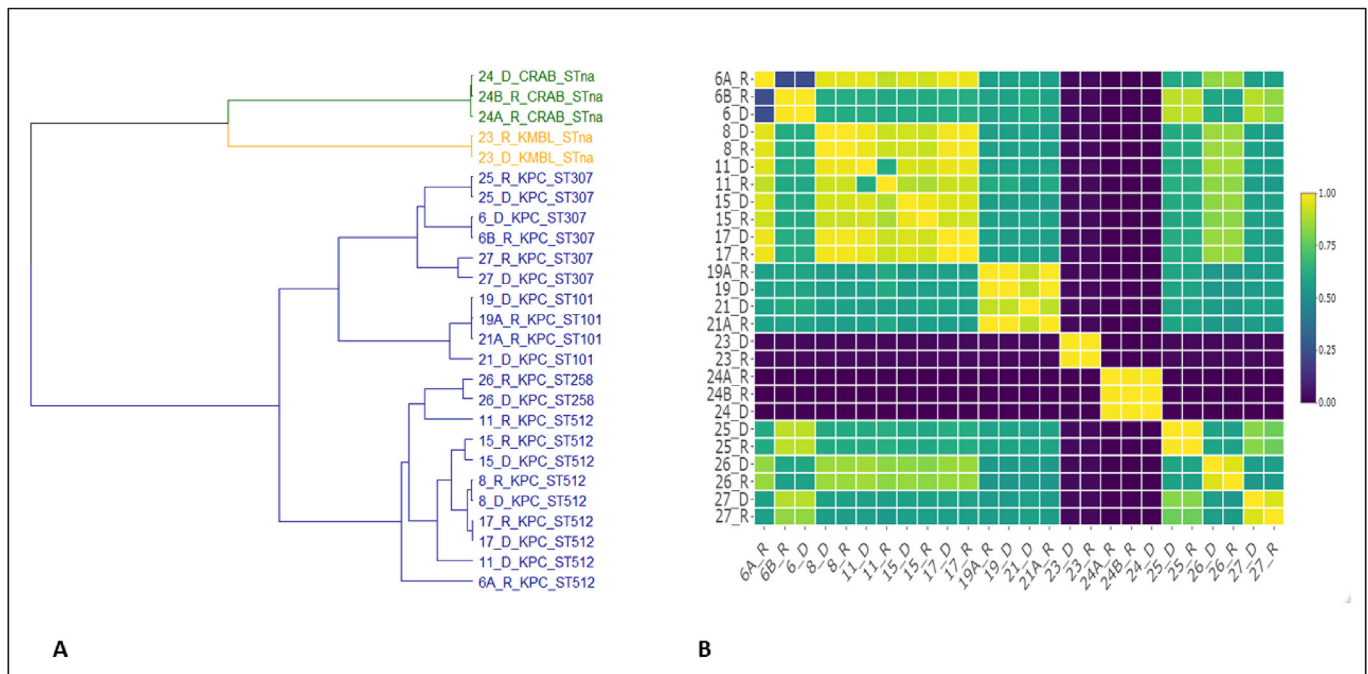 24_D_CRAB_STna
24B_R_CRAB_STna
24A_R_CRAB_STna
23_R_KMBL_STna
23_D_KMBL_STna
25_R_KPC_ST307
25_D_KPC_ST307
6_D_KPC_ST307
6B_R_KPC_ST307
27_R_KPC_ST307
27_D_KPC_ST307
19_D_KPC_ST101
19A_R_KPC_ST101
21A_R_KPC_ST101
21_D_KPC_ST101
26_R_KPC_ST258
26_D_KPC_ST258
11_R_KPC_ST512
15_R_KPC_ST512
15_D_KPC_ST512
8_R_KPC_ST512
8_D_KPC_ST512
17_R_KPC_ST512
17_D_KPC_ST512
11_D_KPC_ST512
6A_R_KPC_ST512
A
6A_R
6B_R
6_D
8_D
8_R
11_D
11_R
15_D
15_R
17_D
17_R
19A_R
19_D
21_D
21A_R
23_D
23_R
24A_R
24B_R
24_D
25_D
25_R
26_D
26_R
27_D
27_R
6A_R
6B_R
6_D
8_D
8_R
11_D
11_R
15_D
15_R
17_D
17_R
19A_R
19_D
21_D
21A_R
23_D
23_R
24A_R
24B_R
24_D
25_D
25_R
26_D
26_R
27_D
27_R
1.00
0.75
0.50
0.25
0.00
B